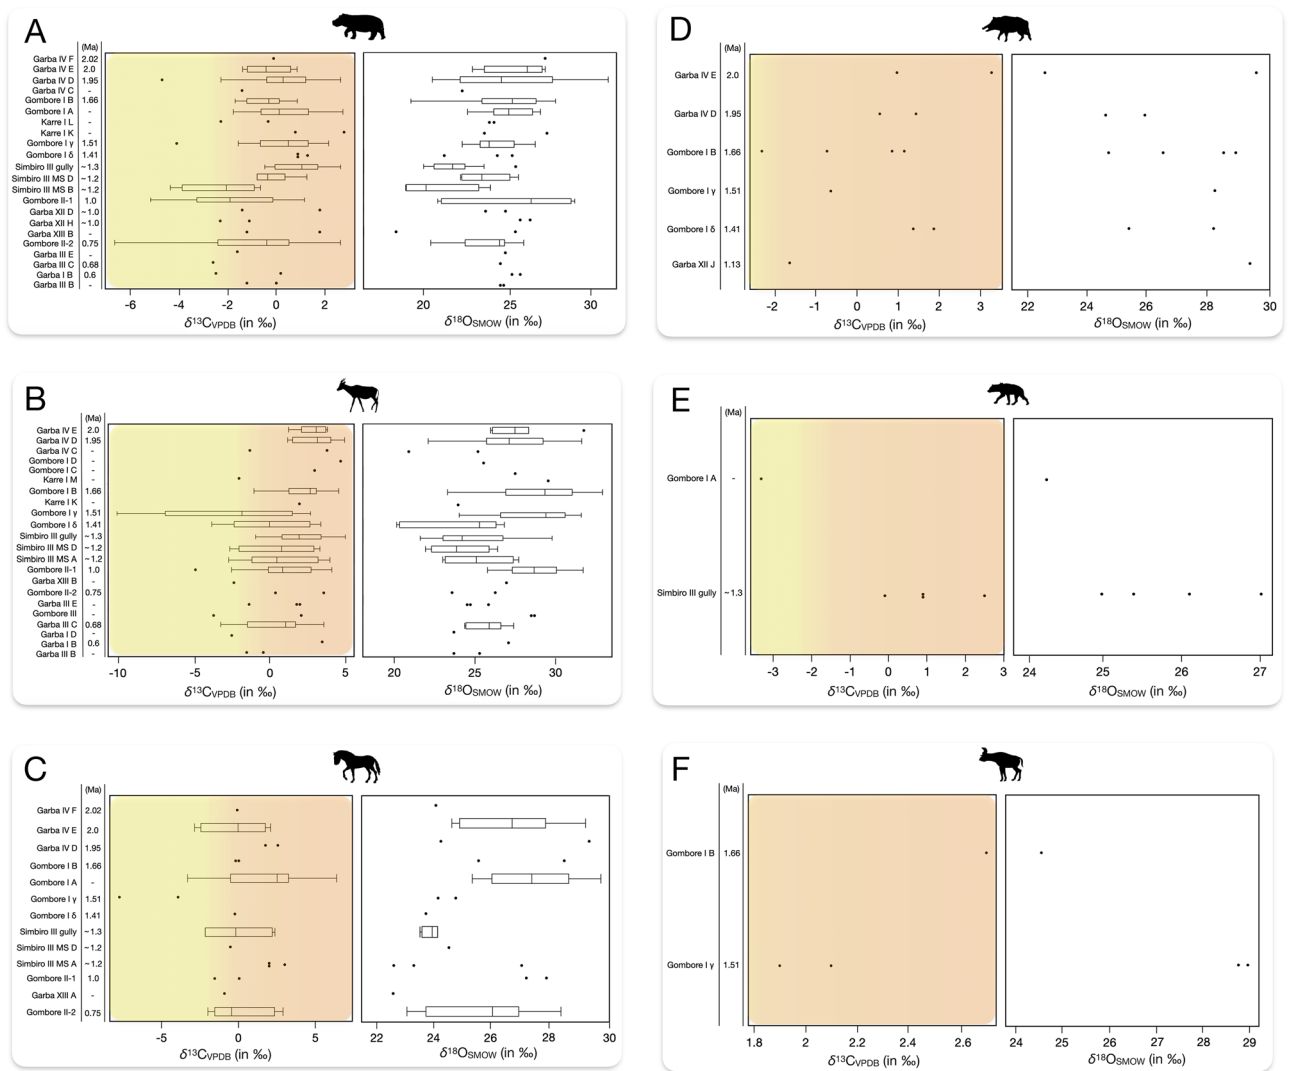 A
(Ma)
Garba IV F 2.02
Garba IV E 2.0
Garba IV D 1.95
Garba IV C -
Gombore I B 1.66
Gombore I A -
Karre I L -
Karre I K -
Gombore I γ 1.51
Gombore I δ 1.41
Simbiro III gully ~1.3
Simbiro III MS D ~1.2
Simbiro III MS B ~1.2
Gombore II-1 1.0
Garba XII D ~1.0
Garba XII H ~1.0
Garba XIII B -
Gombore II-2 0.75
Garba III E -
Garba III C 0.68
Garba I B 0.6
Garba III B -
-6 -4 -2 0 2 20 25 30
δ13CVPDB (in ‰) δ18OSMOW (in ‰)
B
(Ma)
Garba IV E 2.0
Garba IV D 1.95
Garba IV C -
Gombore I D -
Gombore I C -
Karre I M -
Gombore I B 1.66
Karre I K -
Gombore I γ 1.51
Gombore I δ 1.41
Simbiro III gully ~1.3
Simbiro III MS D ~1.2
Simbiro III MS A ~1.2
Gombore II-1 1.0
Garba XIII B -
Gombore II-2 0.75
Garba III E -
Gombore III -
Garba III C 0.68
Garba I D -
Garba I B 0.6
Garba III B -
-10 -5 0 5 20 25 30
δ13CVPDB (in ‰) δ18OSMOW (in ‰)
C
(Ma)
Garba IV F 2.02
Garba IV E 2.0
Garba IV D 1.95
Gombore I B 1.66
Gombore I A -
Gombore I γ 1.51
Gombore I δ 1.41
Simbiro III gully ~1.3
Simbiro III MS D ~1.2
Simbiro III MS A ~1.2
Gombore II-1 1.0
Garba XIII A -
Gombore II-2 0.75
-5 0 5 22 24 26 28 30
δ13CVPDB (in ‰) δ18OSMOW (in ‰)
D
(Ma)
Garba IV E 2.0
Garba IV D 1.95
Gombore I B 1.66
Gombore I γ 1.51
Gombore I δ 1.41
Garba XII J 1.13
-2 -1 0 1 2 3 22 24 26 28 30
δ13CVPDB (in ‰) δ18OSMOW (in ‰)
E
(Ma)
Gombore I A -
Simbiro III gully ~1.3
-3 -2 -1 0 1 2 3 24 25 26 27
δ13CVPDB (in ‰) δ18OSMOW (in ‰)
F
(Ma)
Gombore I B 1.66
Gombore I γ 1.51
1.8 2 2.2 2.4 2.6 24 25 26 27 28 29
δ13CVPDB (in ‰) δ18OSMOW (in ‰)